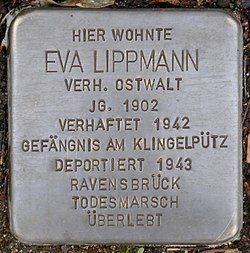 HIER WOHNTE
EVA LIPPMANN
VERH. OSTWALT
JG. 1902
VERHAFTET 1942
GEFÄNGNIS AM KLINGELPÜTZ
DEPORTIERT 1943
RAVENSBRÜCK
TODESMARSCH
ÜBERLEBT